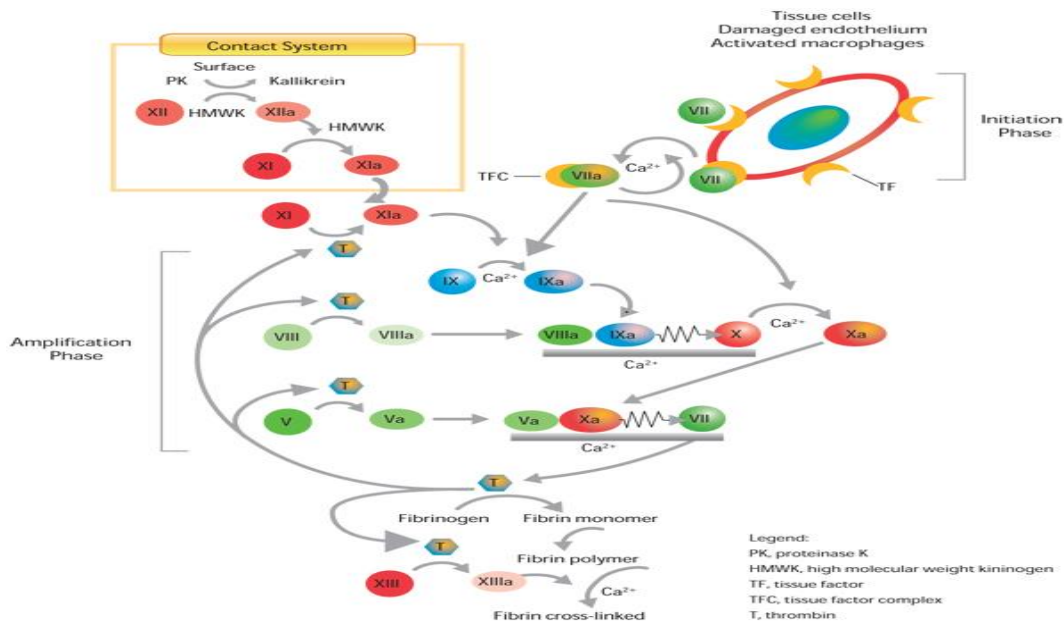 Tissue cells
Damaged endothelium
Activated macrophages
Contact System
Surface
PK
Kallikrein
XII
HMWK
XIIa
HMWK
XI
XIa
VII
VII
Initiation
Phase
TFC
VIIa
Ca²⁺
TF
XI
XIa
T
IX
Ca²⁺
IXa
T
Amplification
Phase
VIII
VIIIa
VIIIa
IXa
X
Ca²⁺
Xa
Ca²⁺
T
V
Va
Va
Xa
VII
Ca²⁺
T
Fibrinogen
Fibrin monomer
T
Fibrin polymer
XIII
XIIIa
Ca²⁺
Fibrin cross-linked
Legend:
PK, proteinase K
HMWK, high molecular weight kininogen
TF, tissue factor
TFC, tissue factor complex
T, thrombin